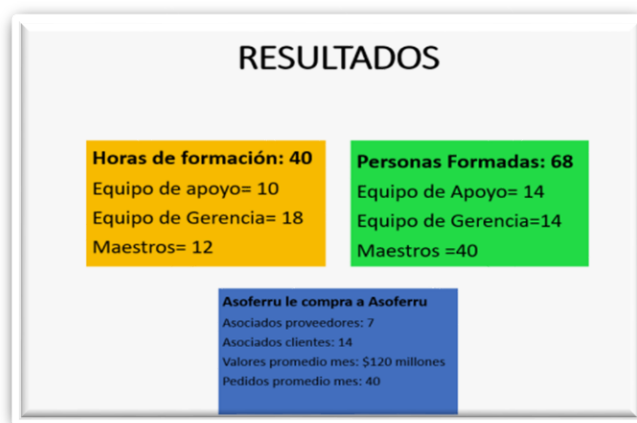 RESULTADOS
Horas de formación: 40
Equipo de apoyo= 10
Equipo de Gerencia= 18
Maestros= 12
Personas Formadas: 68
Equipo de Apoyo= 14
Equipo de Gerencia=14
Maestros =40
Asoferru le compra a Asoferru
Asociados proveedores: 7
Asociados clientes: 14
Valores promedio mes: $120 millones
Pedidos promedio mes: 40